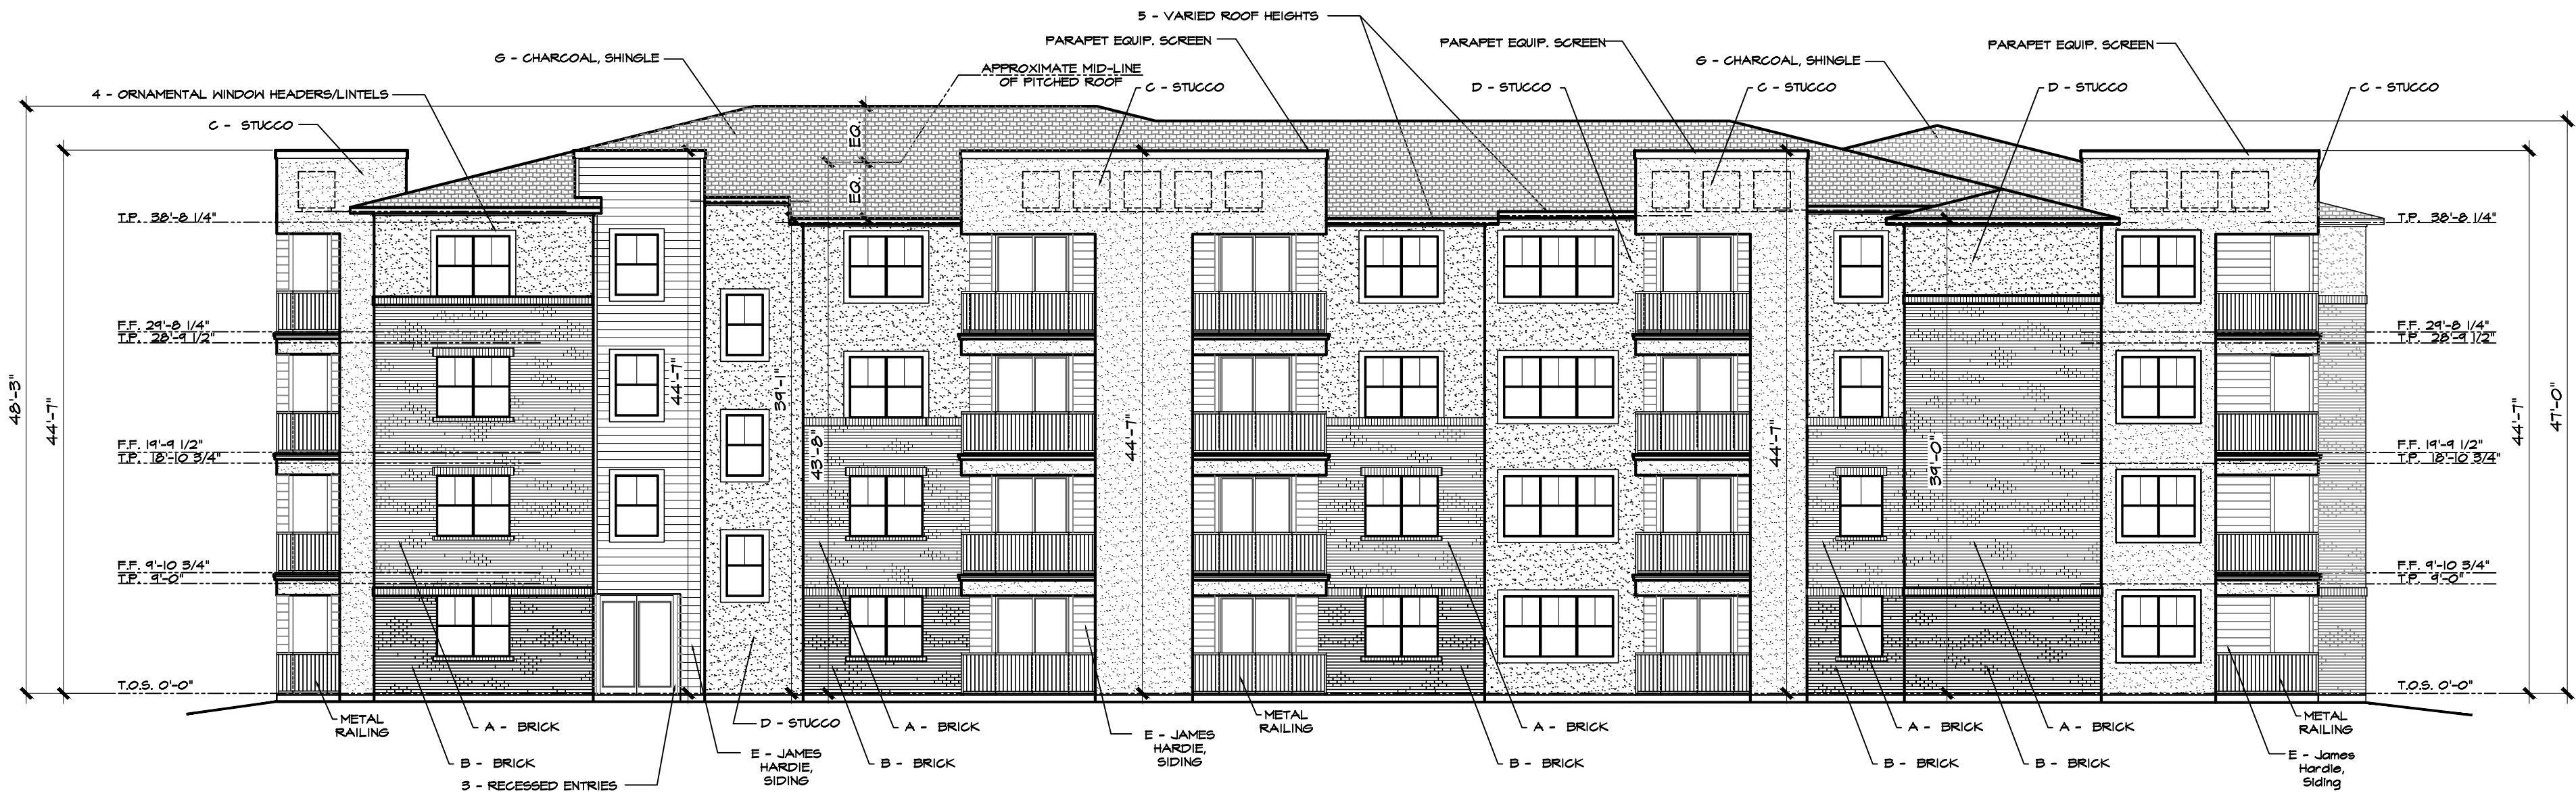 5 - VARIED ROOF HEIGHTS
PARAPET EQUIP. SCREEN
PARAPET EQUIP. SCREEN
PARAPET EQUIP. SCREEN
G - CHARCOAL, SHINGLE
APPROXIMATE MID-LINE
OF PITCHED ROOF
G - CHARCOAL, SHINGLE
4 - ORNAMENTAL WINDOW HEADERS/LINTELS
C - STUCCO
D - STUCCO
C - STUCCO
D - STUCCO
C - STUCCO
C - STUCCO
EQ.
EQ.
T.P. 38'-8 1/4"
T.P. 38'-8 1/4"
F.F. 29'-8 1/4"
T.P. 28'-9 1/2"
F.F. 29'-8 1/4"
T.P. 28'-9 1/2"
48'-3"
44'-7"
44'-7"
39'-1"
43'-8"
44'-7"
44'-7"
39'-0"
44'-7"
47'-0"
F.F. 19'-9 1/2"
T.P. 18'-10 3/4"
F.F. 19'-9 1/2"
T.P. 18'-10 3/4"
F.F. 9'-10 3/4"
T.P. 9'-0"
F.F. 9'-10 3/4"
T.P. 9'-0"
T.O.S. 0'-0"
T.O.S. 0'-0"
METAL
RAILING
A - BRICK
B - BRICK
3 - RECESSED ENTRIES
D - STUCCO
E - JAMES
HARDIE,
SIDING
A - BRICK
B - BRICK
E - JAMES
HARDIE,
SIDING
METAL
RAILING
A - BRICK
B - BRICK
A - BRICK
B - BRICK
A - BRICK
B - BRICK
METAL
RAILING
E - James
Hardie,
Siding